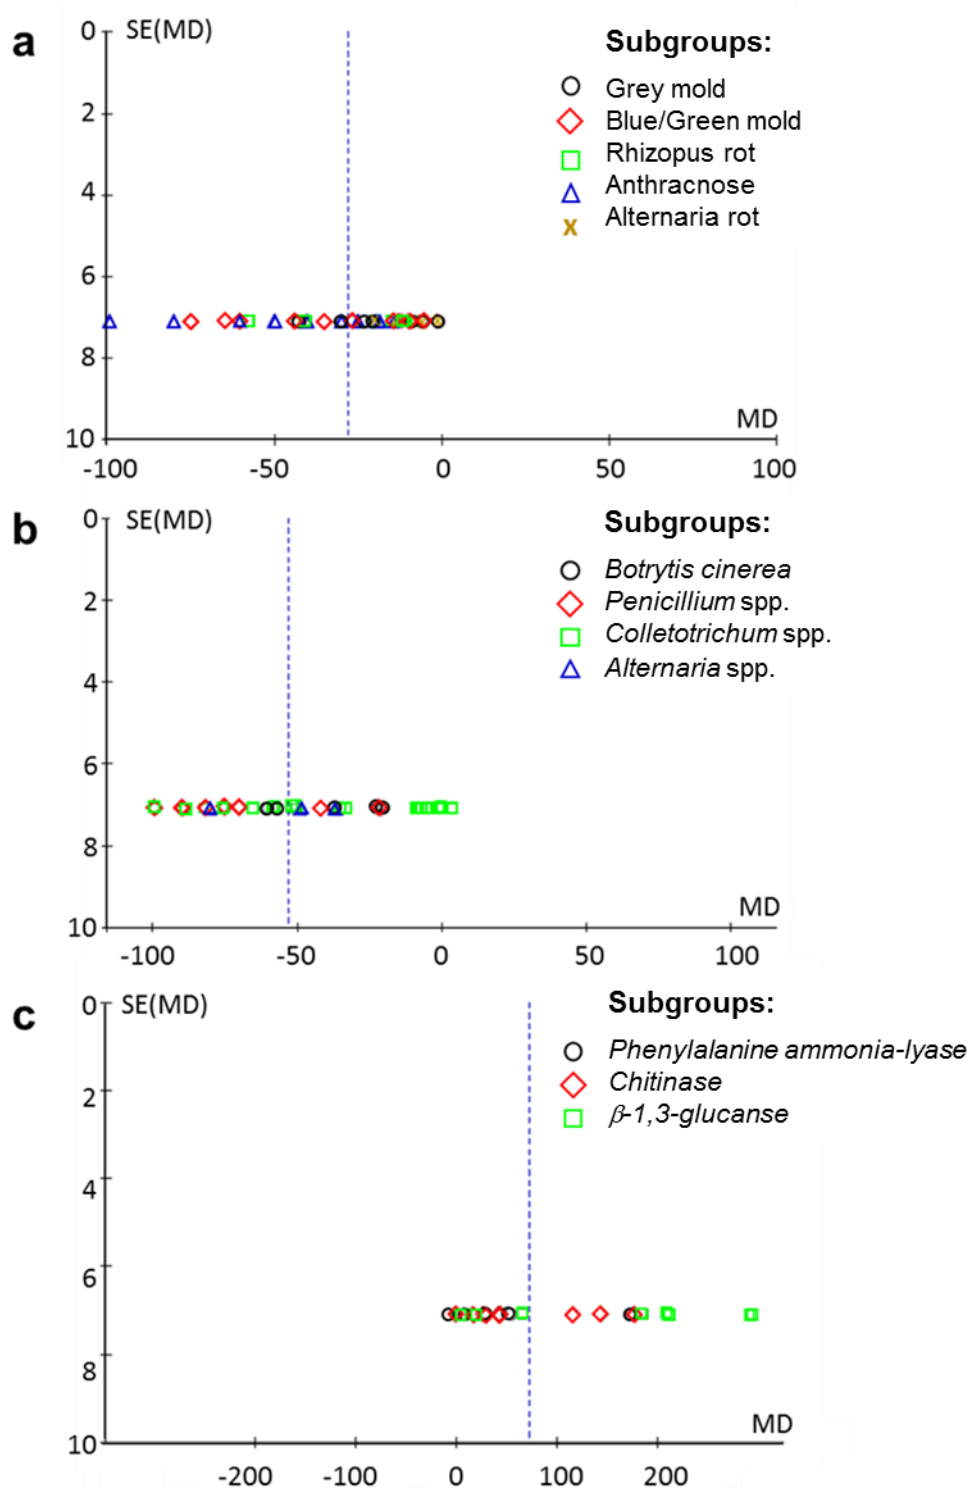 a
SE(MD)
Subgroups:
Grey mold
Blue/Green mold
Rhizopus rot
Anthracnose
X Alternaria rot
0
2
4
6
8
10
MD
-100 -50 0 50 100
b
SE(MD)
Subgroups:
Botrytis cinerea
Penicillium spp.
Colletotrichum spp.
Alternaria spp.
0
2
4
6
8
10
MD
-100 -50 0 50 100
c
SE(MD)
Subgroups:
Phenylalanine ammonia-lyase
Chitinase
β-1,3-glucanse
0
2
4
6
8
10
MD
-200 -100 0 100 200